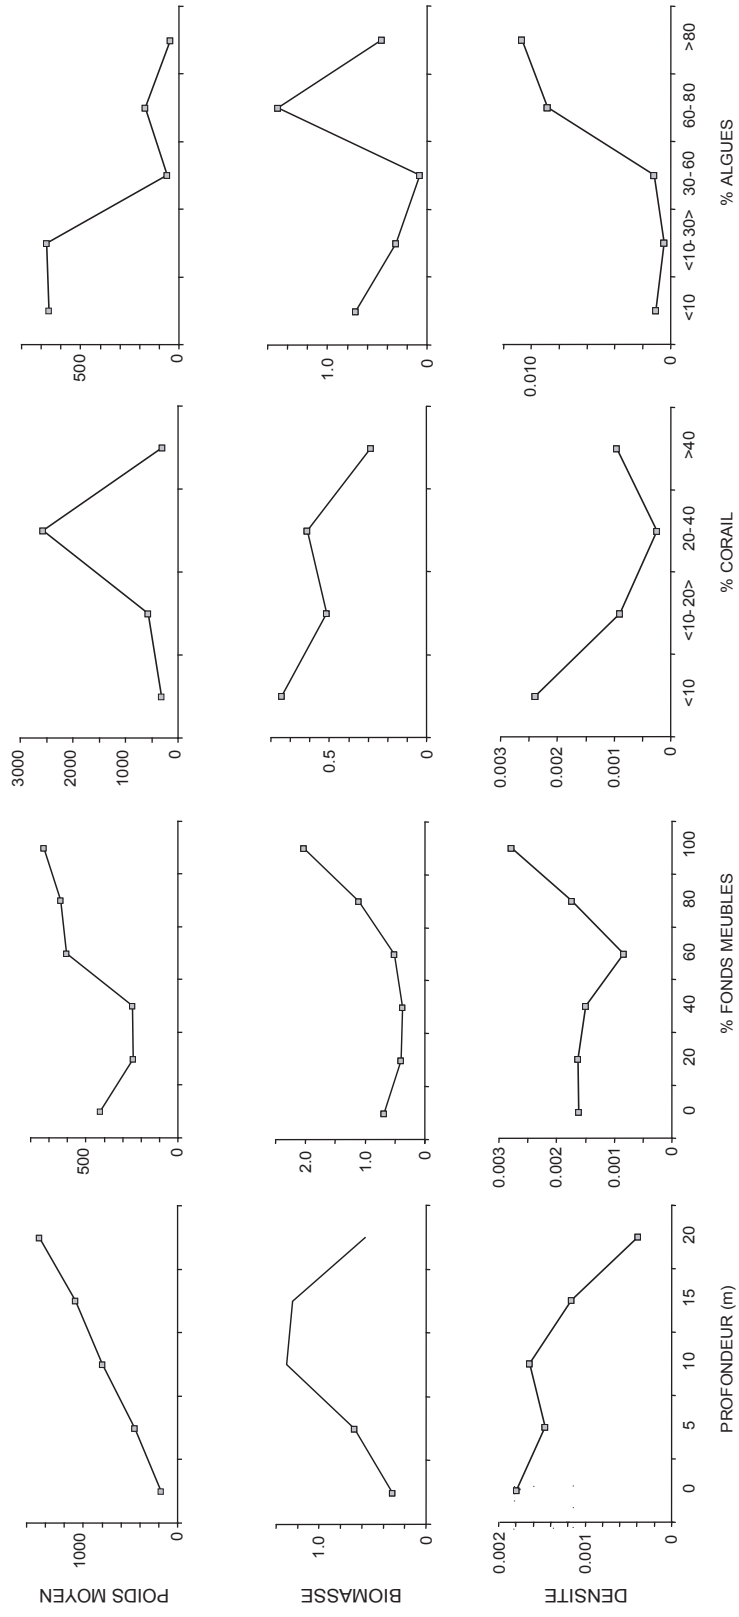 POIDS MOYEN
1000
0
500
0
3000
2000
1000
0
500
0
BIOMASSE
1.0
0
2.0
1.0
0
0.5
0
1.0
0
DENSITE
0.002
0.001
0
0.003
0.002
0.001
0
0.003
0.002
0.001
0
0.010
0
0 5 10 15 20
0 20 40 60 80 100
<10 <10-20> 20-40 >40
<10 <10-30> 30-60 60-80 >80
PROFONDEUR (m)
% FONDS MEUBLES
% CORAIL
% ALGUES